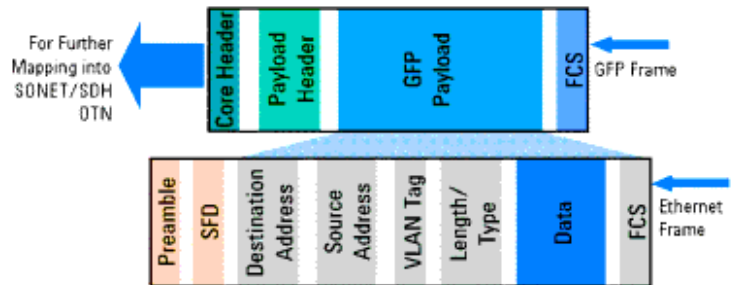 For Further
Mapping into
SONET/SDH
OTN
Core Header
Payload
Header
GFP
Payload
FCS
GFP Frame
Preamble
SFD
Destination
Address
Source
Address
VLAN Tag
Length/
Type
Data
FCS
Ethernet
Frame